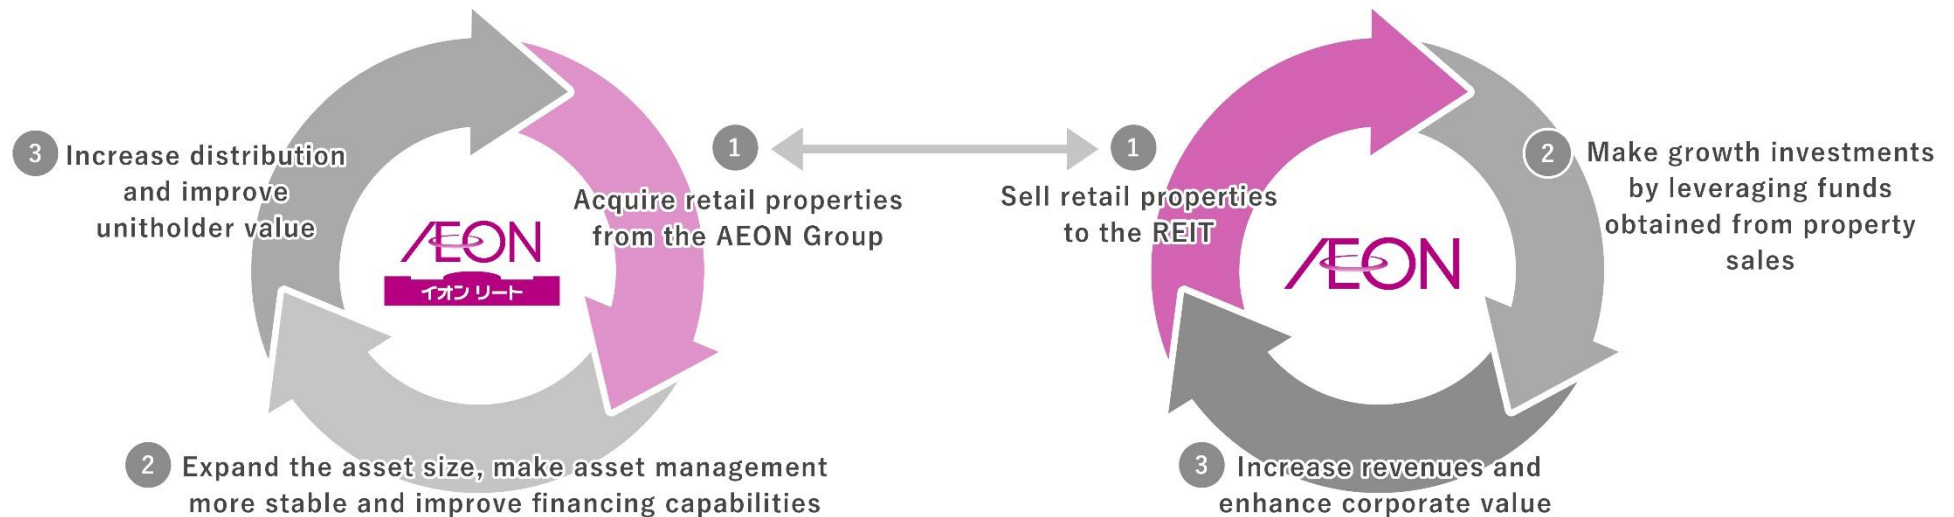 3
Increase distribution
and improve
unitholder value
AEON
イオン リート
1
Acquire retail properties
from the AEON Group
2
Expand the asset size, make asset management
more stable and improve financing capabilities
1
Sell retail properties
to the REIT
AEON
2
Make growth investments
by leveraging funds
obtained from property
sales
3
Increase revenues and
enhance corporate value